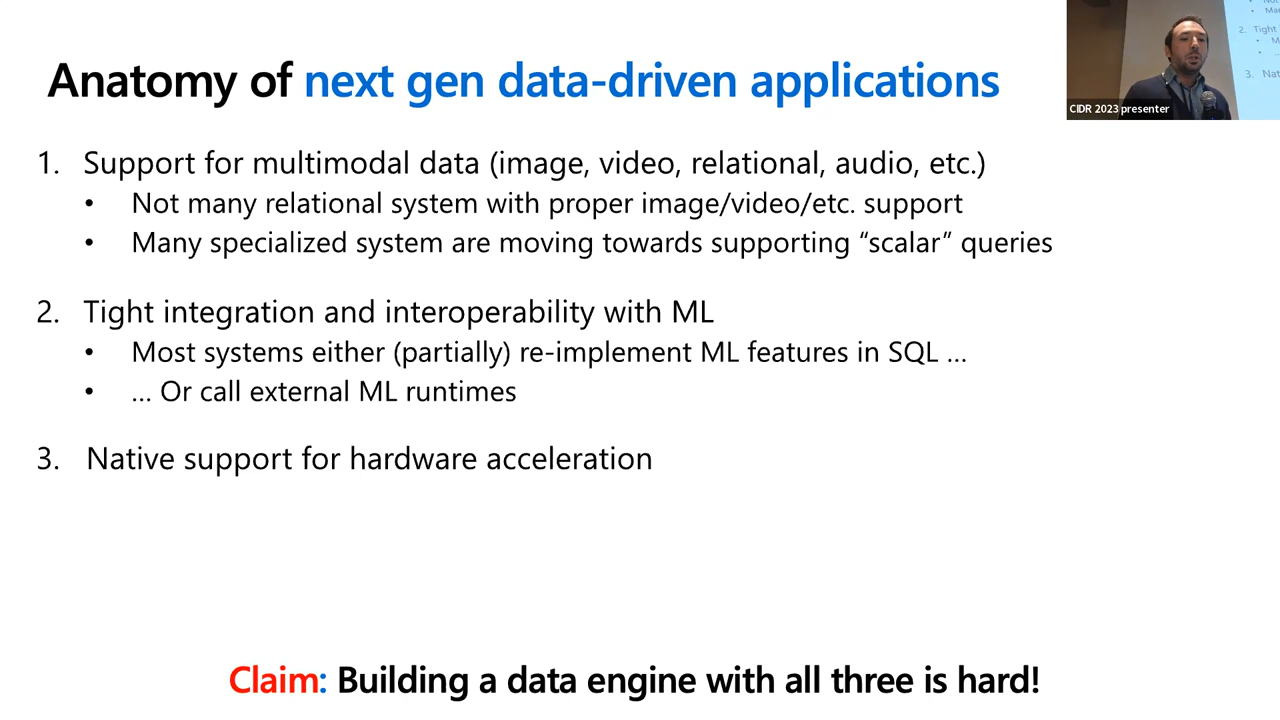 Anatomy of next gen data-driven applications
CIDR 2023 presenter
1. Support for multimodal data (image, video, relational, audio, etc.)
• Not many relational system with proper image/video/etc. support
• Many specialized system are moving towards supporting “scalar” queries
2. Tight integration and interoperability with ML
• Most systems either (partially) re-implement ML features in SQL ...
• ... Or call external ML runtimes
3. Native support for hardware acceleration
Claim: Building a data engine with all three is hard!